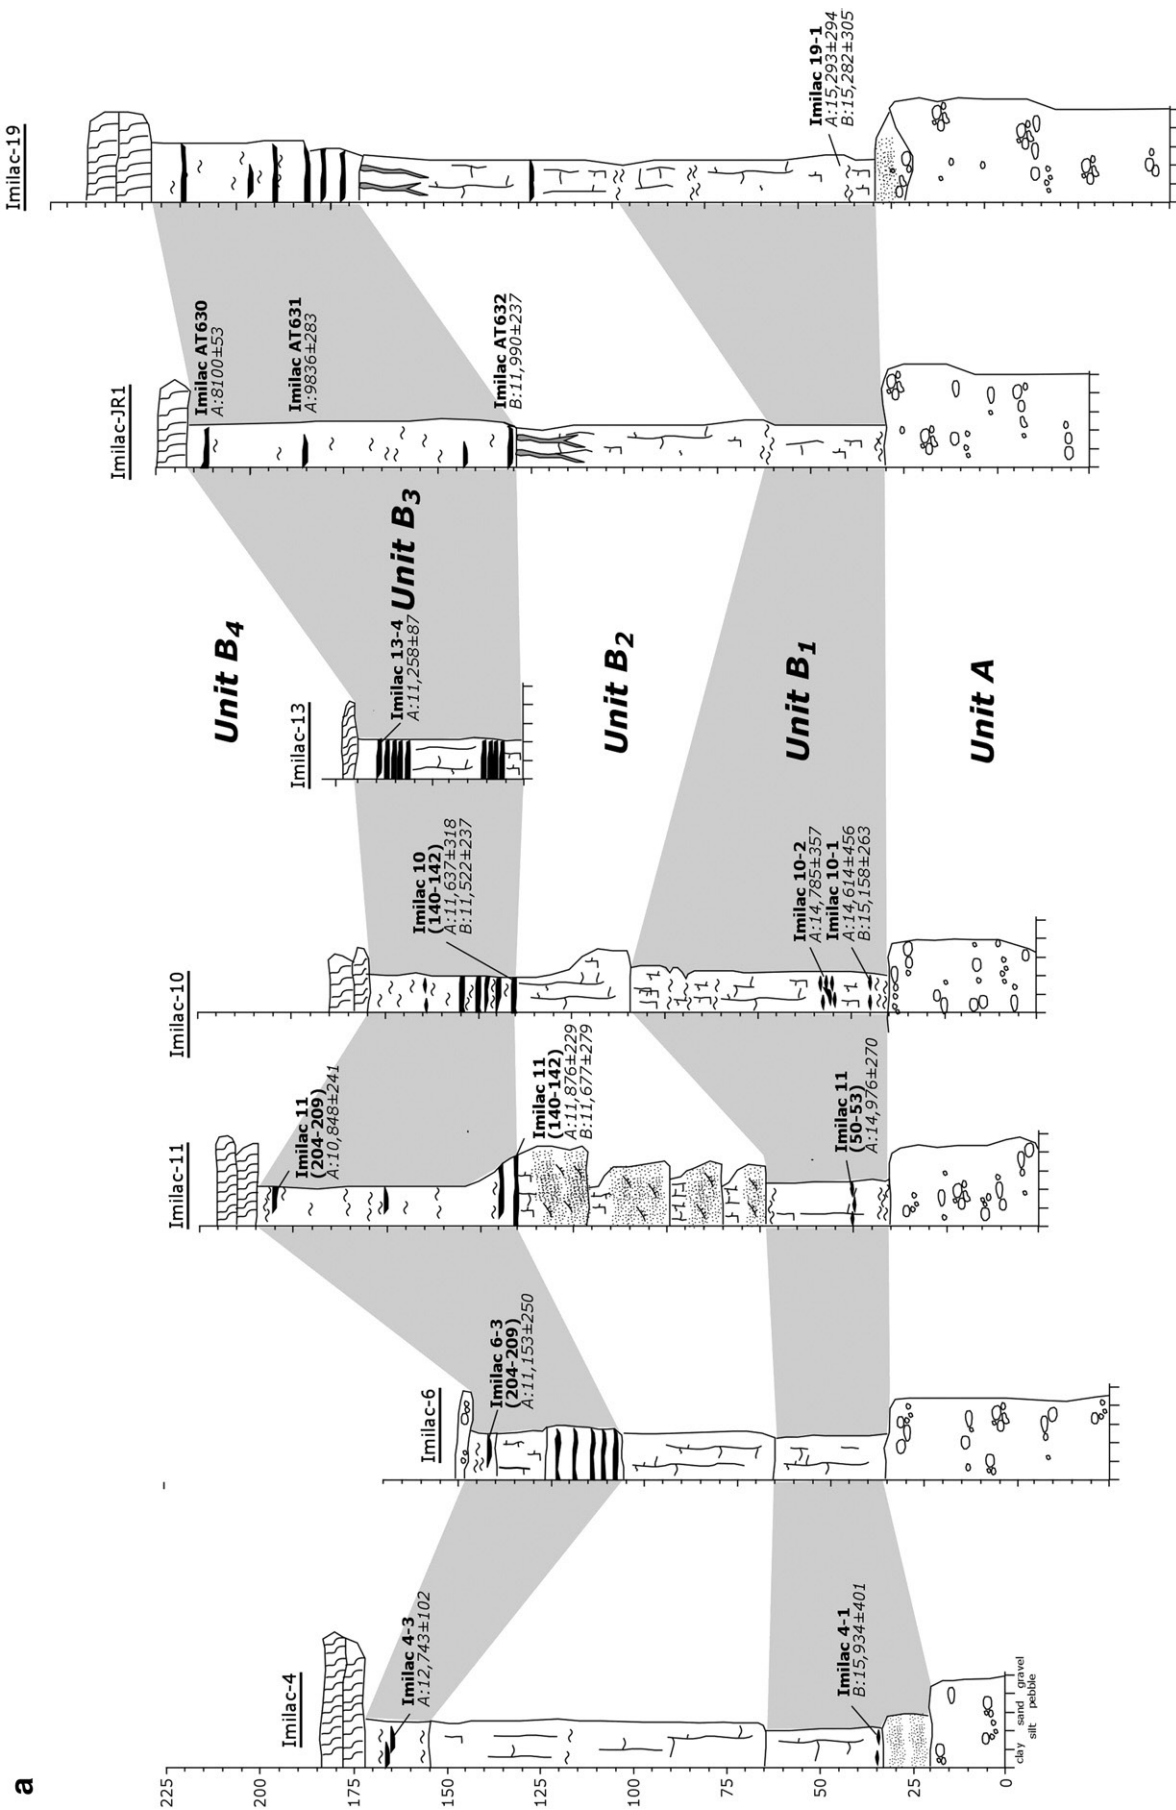 a
Imilac-4
Imilac 4-3
A:12,743±102
Imilac 4-1
B:15,934±401
225
200
175
150
125
100
75
50
25
0
clay
silt
sand
pebble
gravel
Imilac-6
Imilac 6-3
(204-209)
A:11,153±250
Imilac-11
Imilac 11
(204-209)
A:10,848±241
Imilac 11
(140-142)
A:11,876±229
B:11,677±279
Imilac 11
(50-53)
A:14,976±270
Imilac-10
Imilac 10
(140-142)
A:11,637±318
B:11,522±237
Imilac 10-2
A:14,785±357
Imilac 10-1
A:14,614±456
B:15,158±263
Imilac-13
Imilac 13-4
A:11,258±87
Unit B4
Unit B3
Unit B2
Unit B1
Unit A
Imilac-JR1
Imilac AT630
A:8100±53
Imilac AT631
A:9836±283
Imilac AT632
B:11,990±237
Imilac-19
Imilac 19-1
A:15,293±294
B:15,282±305